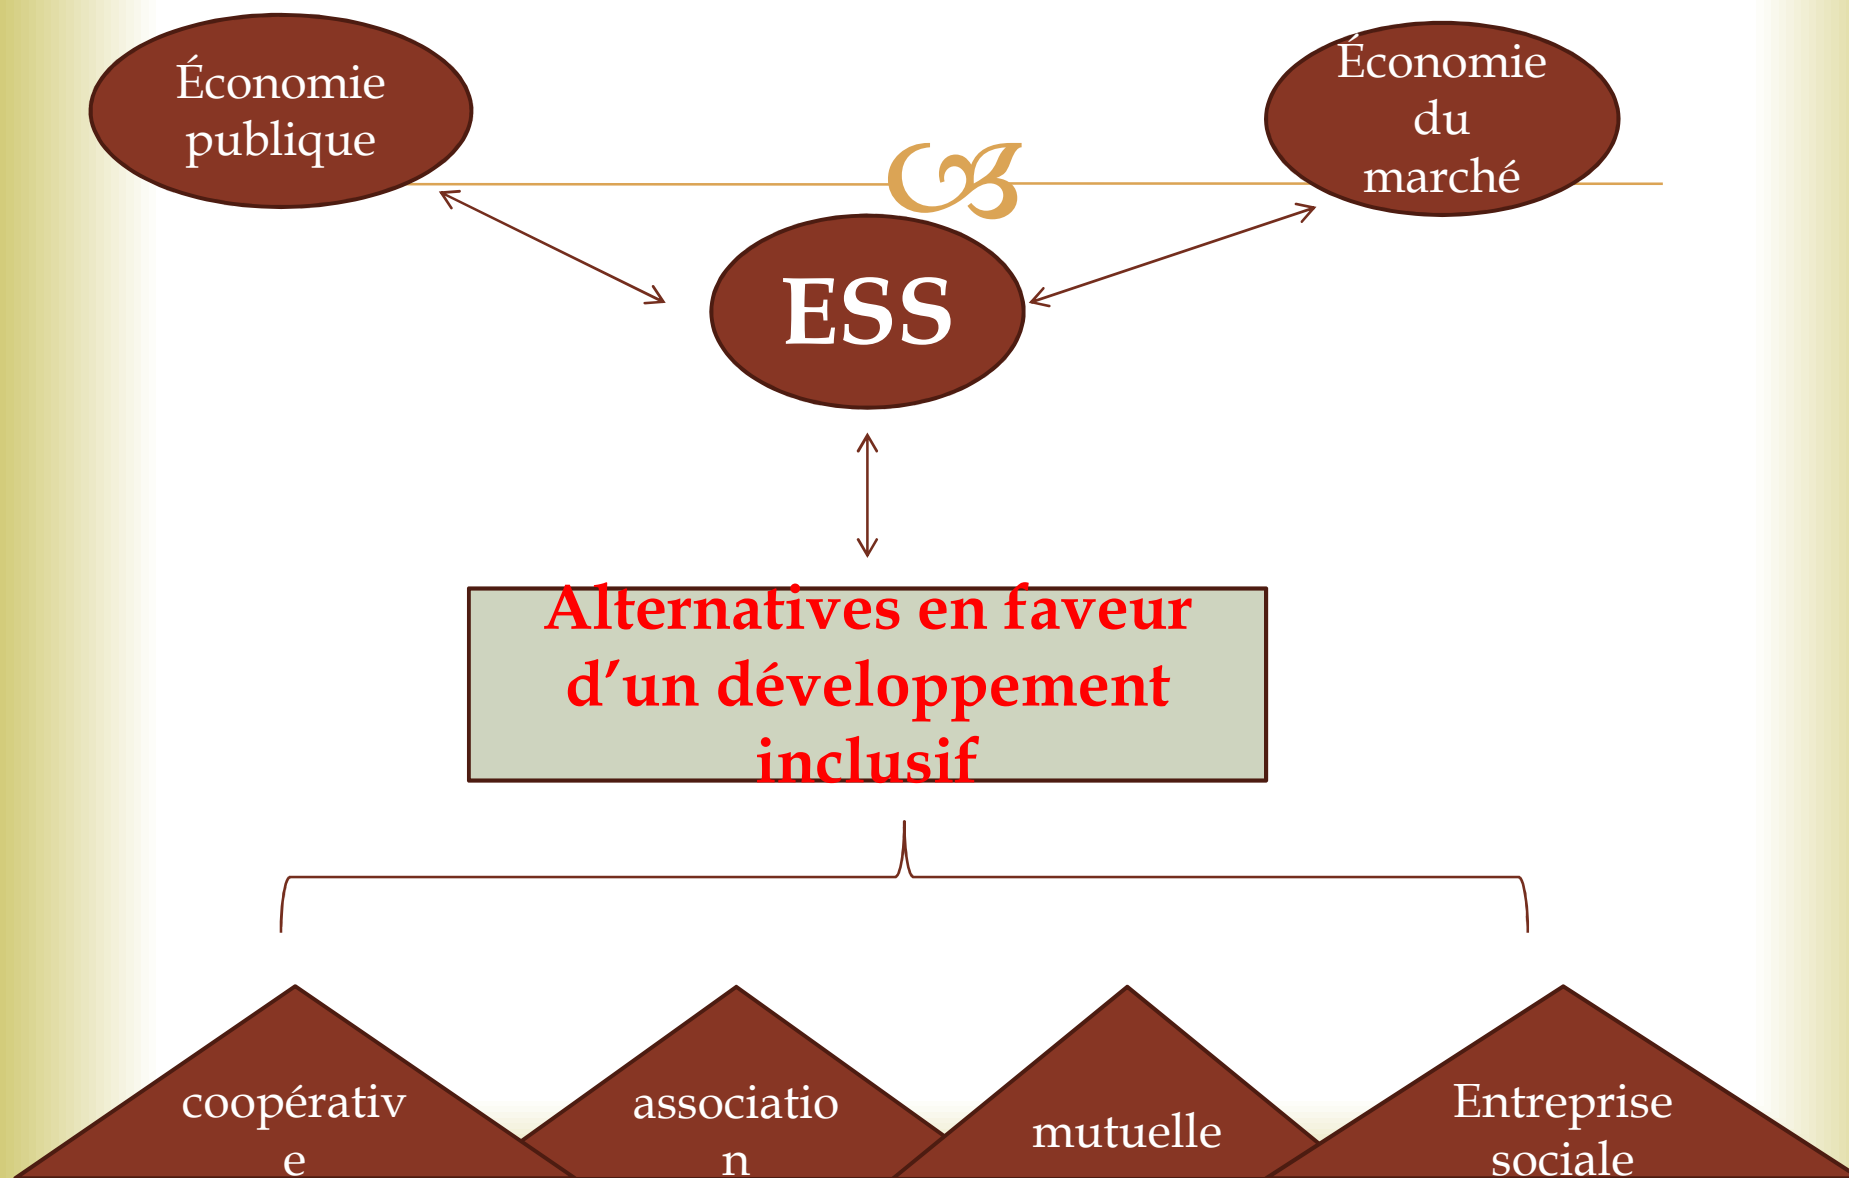 Économie
publique
Économie
du
marché
ESS
Alternatives en faveur
d’un développement
inclusif
coopérativ
e
associatio
n
mutuelle
Entreprise
sociale